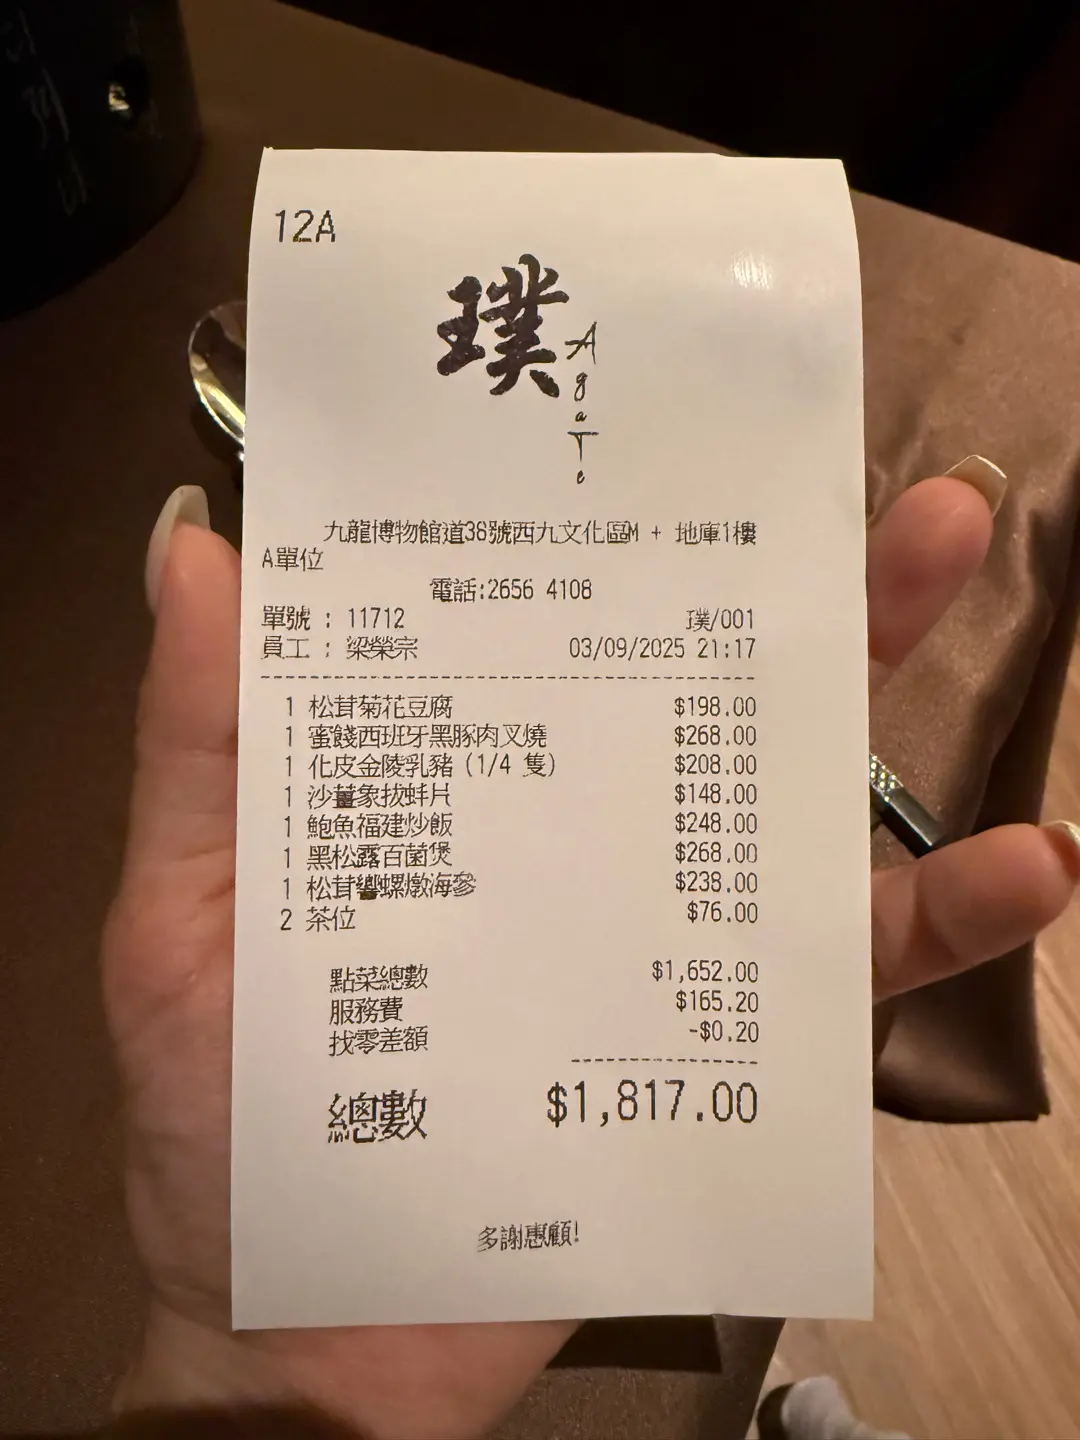 12A
璞
AgaTe
九龍博物館道38號西九文化區M + 地庫1樓
A單位
電話:2656 4108
單號 : 11712 璞/001
員工 : 梁榮宗 03/09/2025 21:17
1 松茸菊花豆腐 $198.00
1 蜜餞西班牙黑豚肉叉燒 $268.00
1 化皮金陵乳豬 (1/4 隻) $208.00
1 沙薑象拔蚌片 $148.00
1 鮑魚福建炒飯 $248.00
1 黑松露百菌煲 $268.00
1 松茸響螺燉海參 $238.00
2 茶位 $76.00
點菜總數 $1,652.00
服務費 $165.20
找零差額 -$0.20
總數 $1,817.00
多謝惠顧!